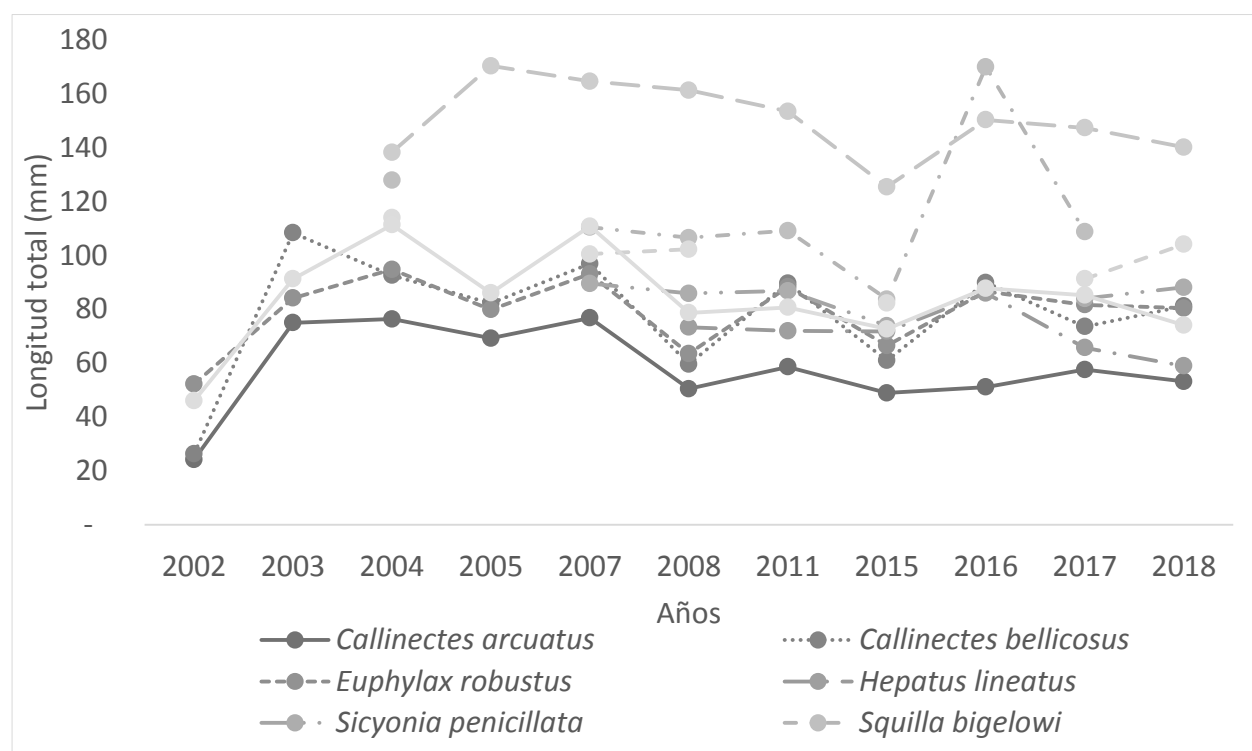 180
160
140
120
100
80
60
40
20
-
Longitud total (mm)
2002 2003 2004 2005 2007 2008 2011 2015 2016 2017 2018
Años
Callinectes arcuatus Callinectes bellicosus
Euphylax robustus Hepatus lineatus
Sicyonia penicillata Squilla bigelowi